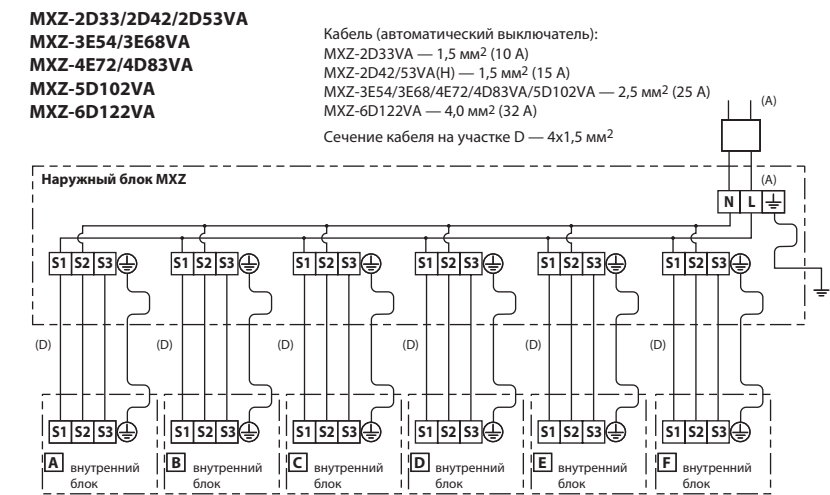 MXZ-2D33/2D42/2D53VA
MXZ-3E54/3E68VA
MXZ-4E72/4D83VA
MXZ-5D102VA
MXZ-6D122VA
Кабель (автоматический выключатель):
MXZ-2D33VA — 1,5 мм² (10 А)
MXZ-2D42/53VA(H) — 1,5 мм² (15 А)
MXZ-3E54/3E68/4E72/4D83VA/5D102VA — 2,5 мм² (25 А)
MXZ-6D122VA — 4,0 мм² (32 А)
Сечение кабеля на участке D — 4x1,5 мм²
(A)
Наружный блок MXZ
(A)
N L
S1 S2 S3 S1 S2 S3 S1 S2 S3 S1 S2 S3 S1 S2 S3 S1 S2 S3
(D) (D) (D) (D) (D) (D)
S1 S2 S3 S1 S2 S3 S1 S2 S3 S1 S2 S3 S1 S2 S3 S1 S2 S3
A внутренний B внутренний C внутренний D внутренний E внутренний F внутренний
блок блок блок блок блок блок